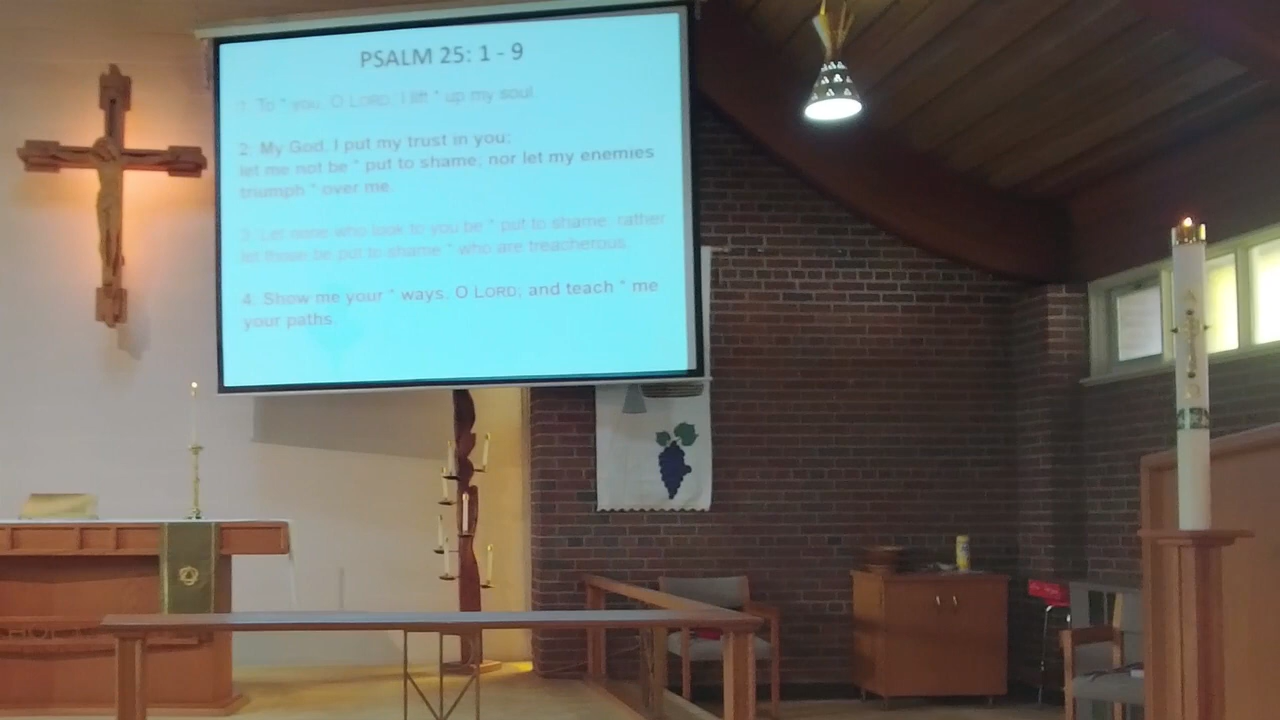 PSALM 25: 1 - 9
1. To * you, O LORD, I lift * up my soul.
2. My God, I put my trust in you;
let me not be * put to shame; nor let my enemies
triumph * over me.
3. Let none who look to you be * put to shame; rather
let those be put to shame * who are treacherous.
4. Show me your * ways, O LORD; and teach * me
your paths.
HOLY